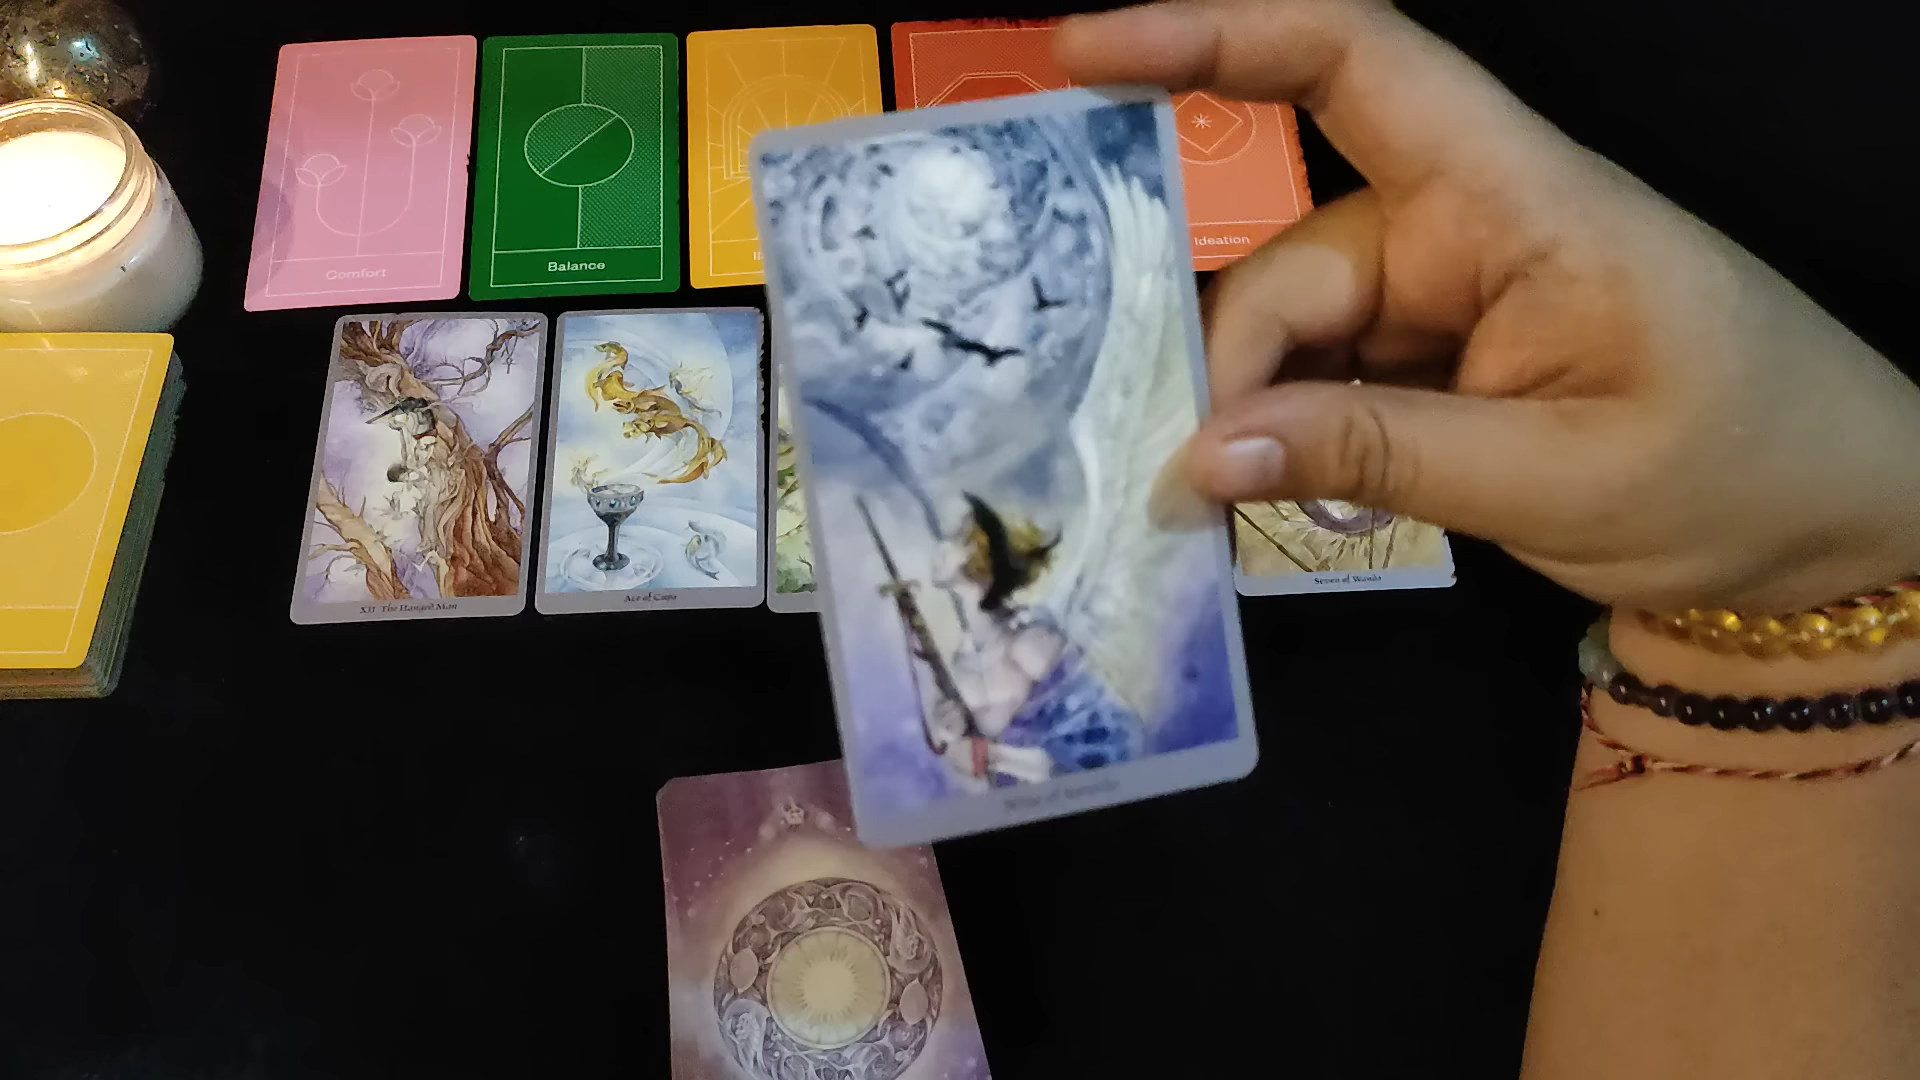 Comfort
Balance
Ideation
XII The Hanged Man
Ace of Cups
Seven of Wands